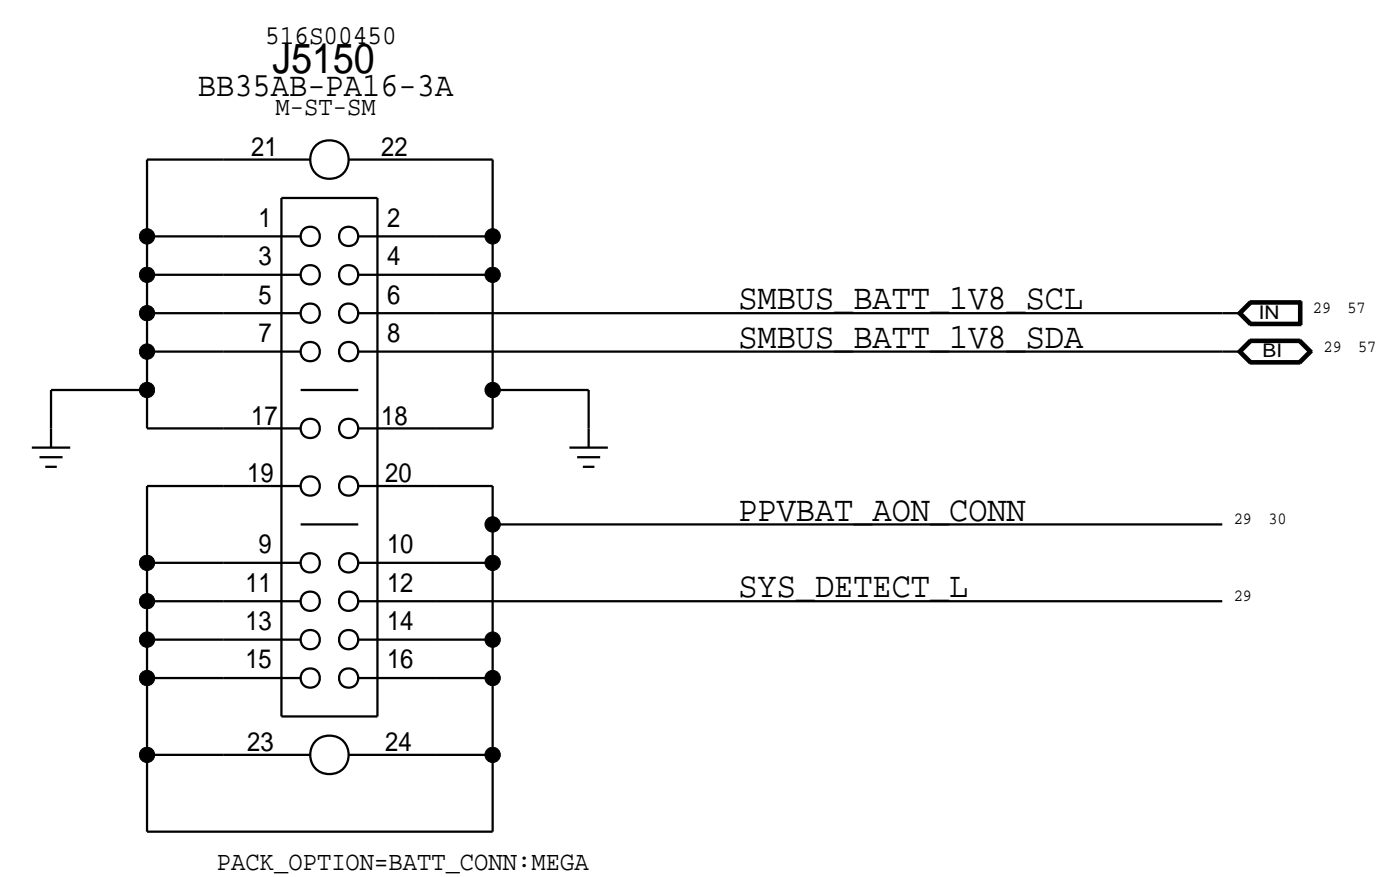 516S00450
J5150
BB35AB-PA16-3A
M-ST-SM
21 22
1 2
3 4
5 6 SMBUS_BATT_1V8_SCL IN 29 57
7 8 SMBUS_BATT_1V8_SDA BI 29 57
17 18
19 20
PPVBAT_AON_CONN 29 30
9 10
11 12 SYS_DETECT_L 29
13 14
15 16
23 24
PACK_OPTION=BATT_CONN:MEGA